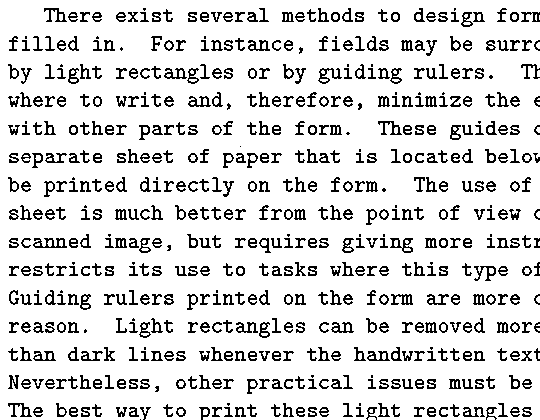 There exist several methods to design form
filled in. For instance, fields may be surro
by light rectangles or by guiding rulers. Th
where to write and, therefore, minimize the e
with other parts of the form. These guides
separate sheet of paper that is located below
be printed directly on the form. The use of
sheet is much better from the point of view
scanned image, but requires giving more instr
restricts its use to tasks where this type of
Guiding rulers printed on the form are more
reason. Light rectangles can be removed more
than dark lines whenever the handwritten text
Nevertheless, other practical issues must be
The best way to print these light rectangles